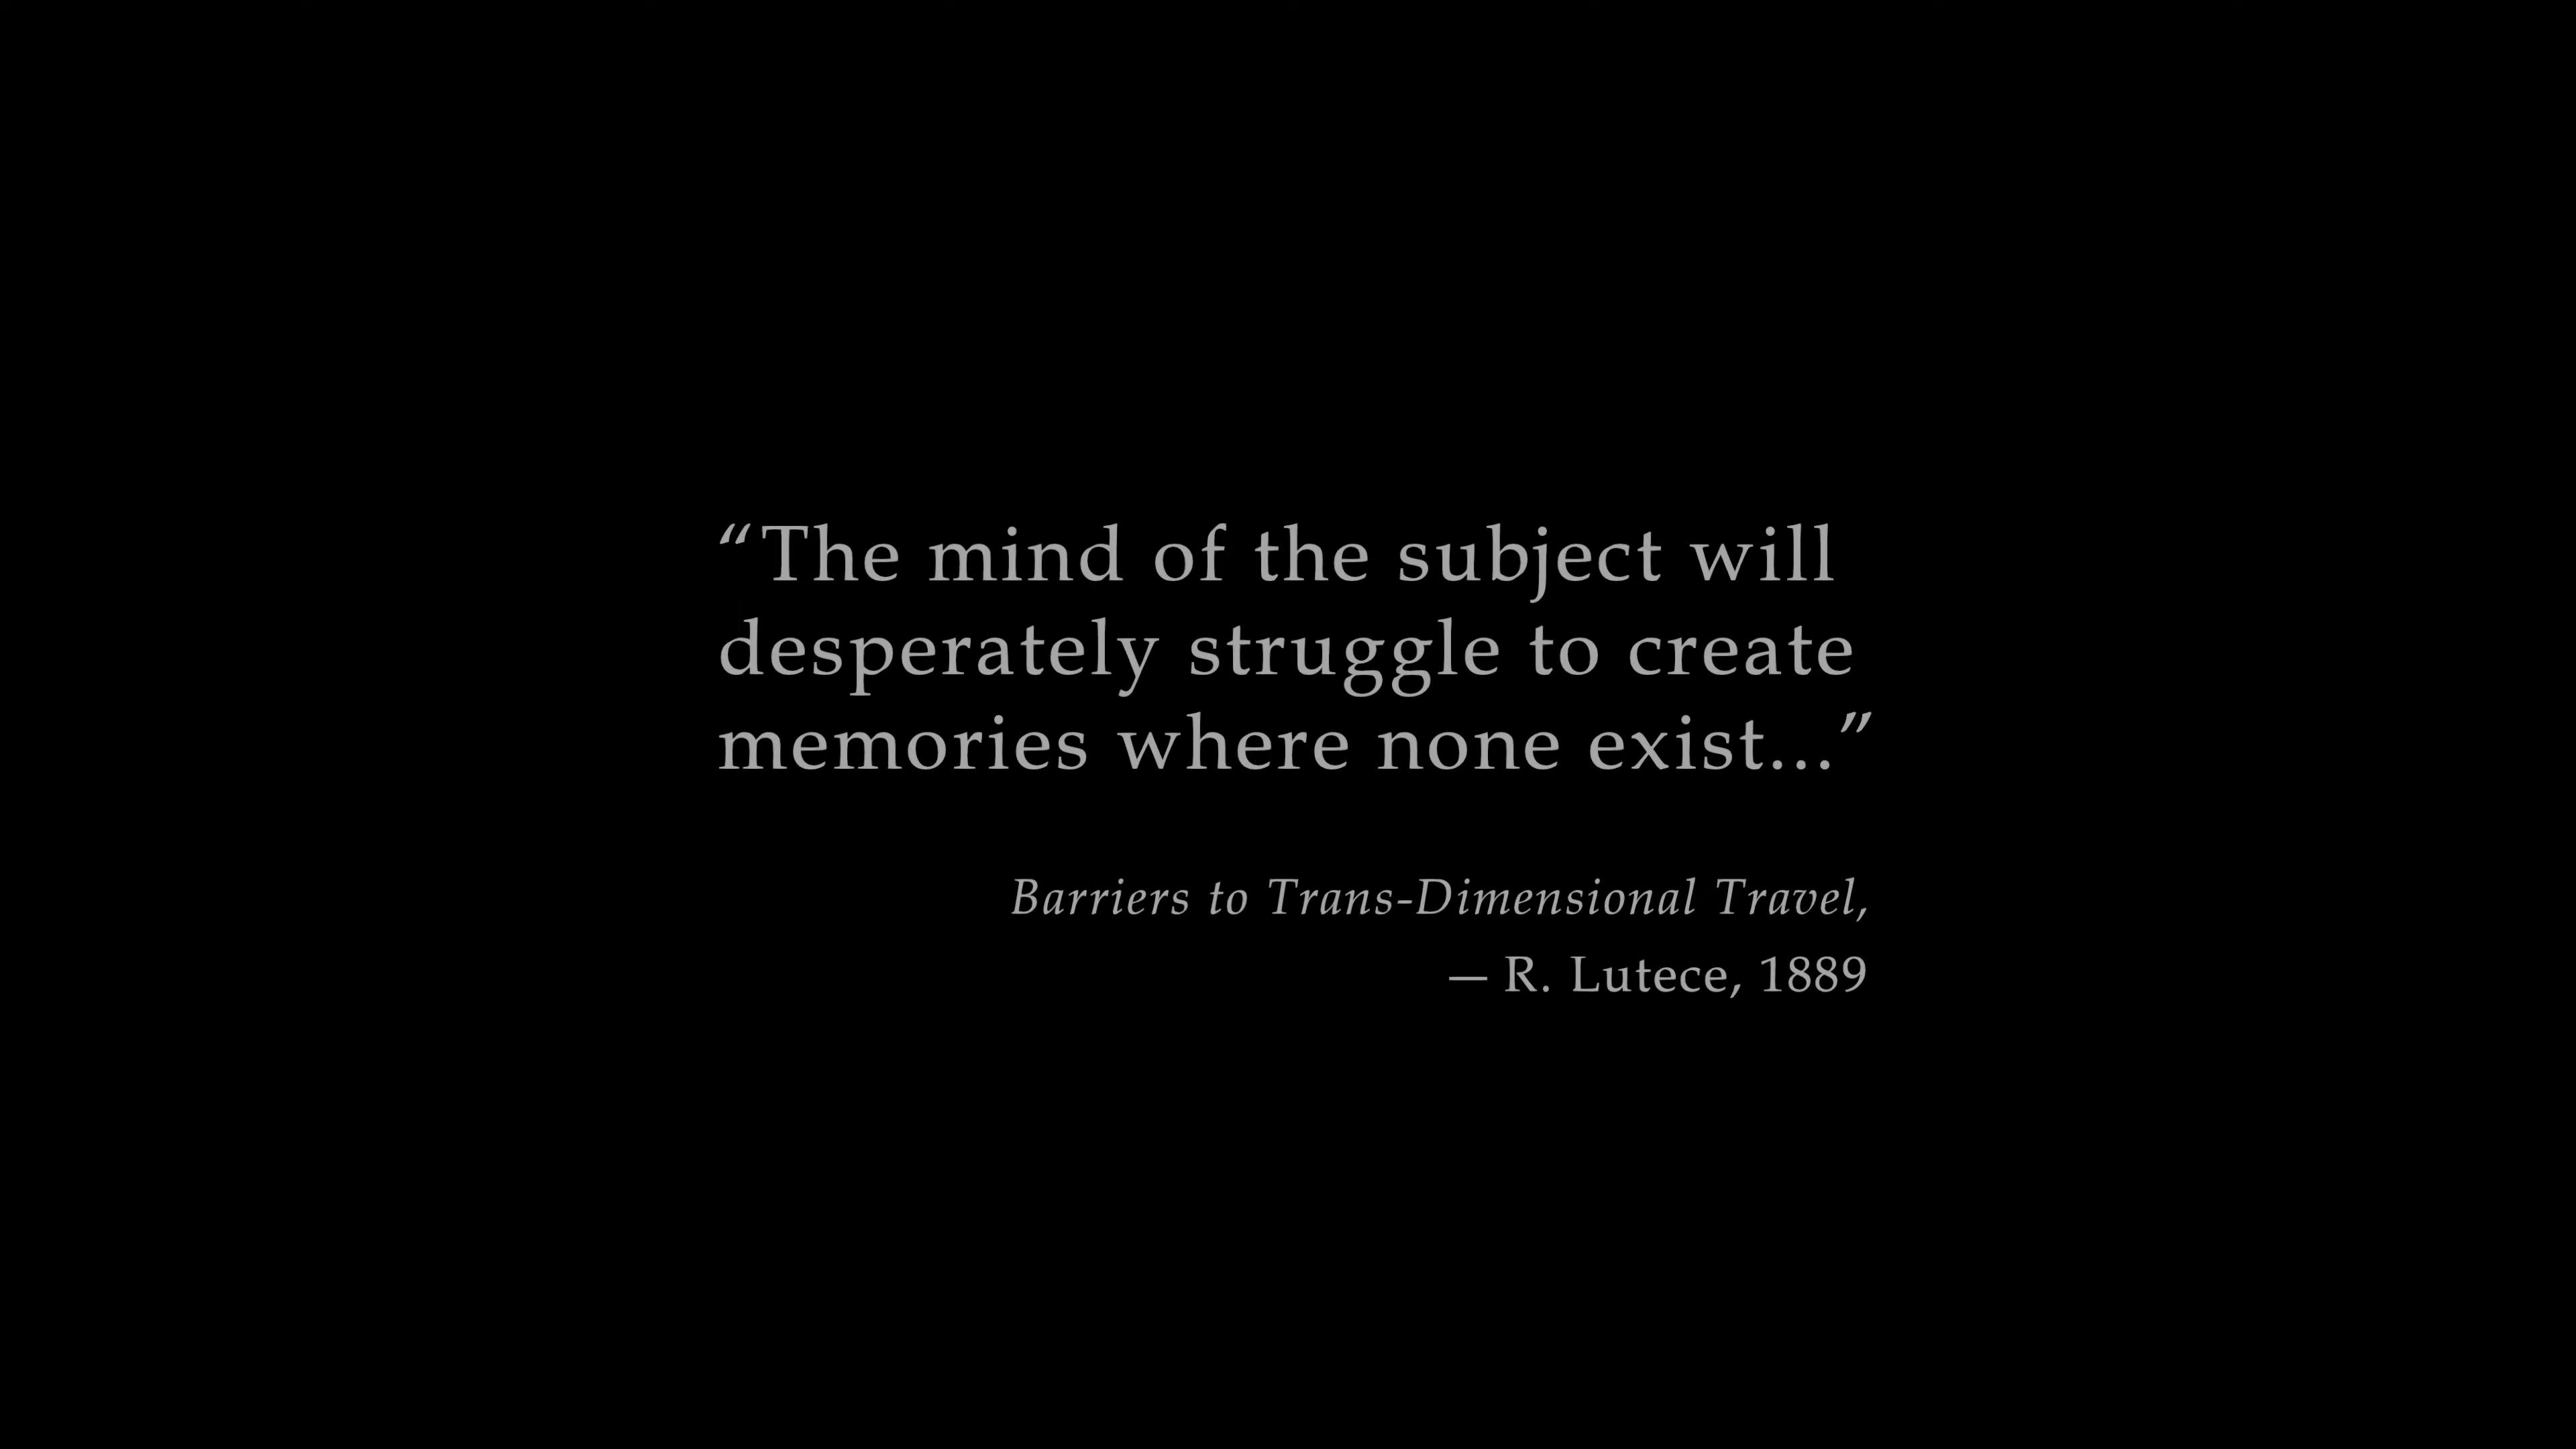 “The mind of the subject will
desperately struggle to create
memories where none exist...”
Barriers to Trans-Dimensional Travel,
— R. Lutece, 1889